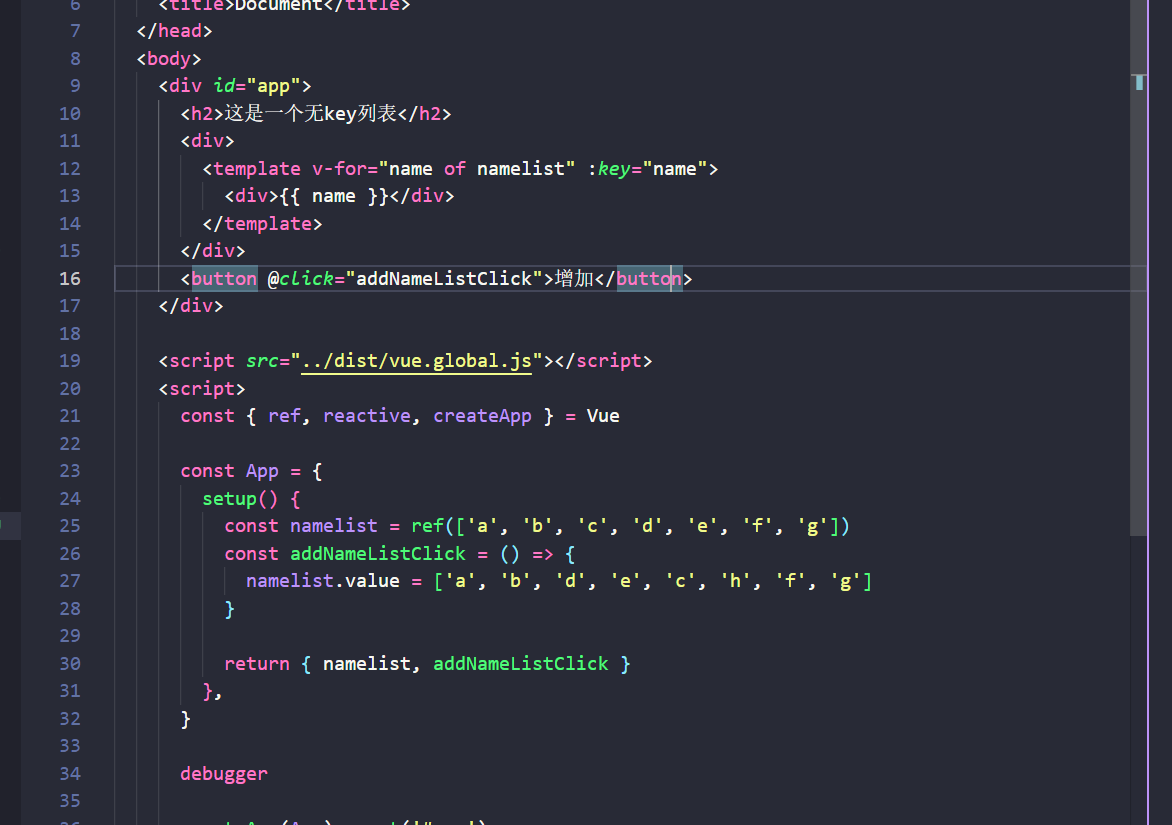 6 <title>Document</title>
7 </head>
8 <body>
9 <div id="app">
10 <h2>这是一个无key列表</h2>
11 <div>
12 <template v-for="name of namelist" :key="name">
13 <div>{{ name }}</div>
14 </template>
15 </div>
16 <button @click="addNameListClick">增加</button>
17 </div>
18
19 <script src="../dist/vue.global.js"></script>
20 <script>
21 const { ref, reactive, createApp } = Vue
22
23 const App = {
24 setup() {
25 const namelist = ref(['a', 'b', 'c', 'd', 'e', 'f', 'g'])
26 const addNameListClick = () => {
27 namelist.value = ['a', 'b', 'd', 'e', 'c', 'h', 'f', 'g']
28 }
29
30 return { namelist, addNameListClick }
31 },
32 }
33
34 debugger
35